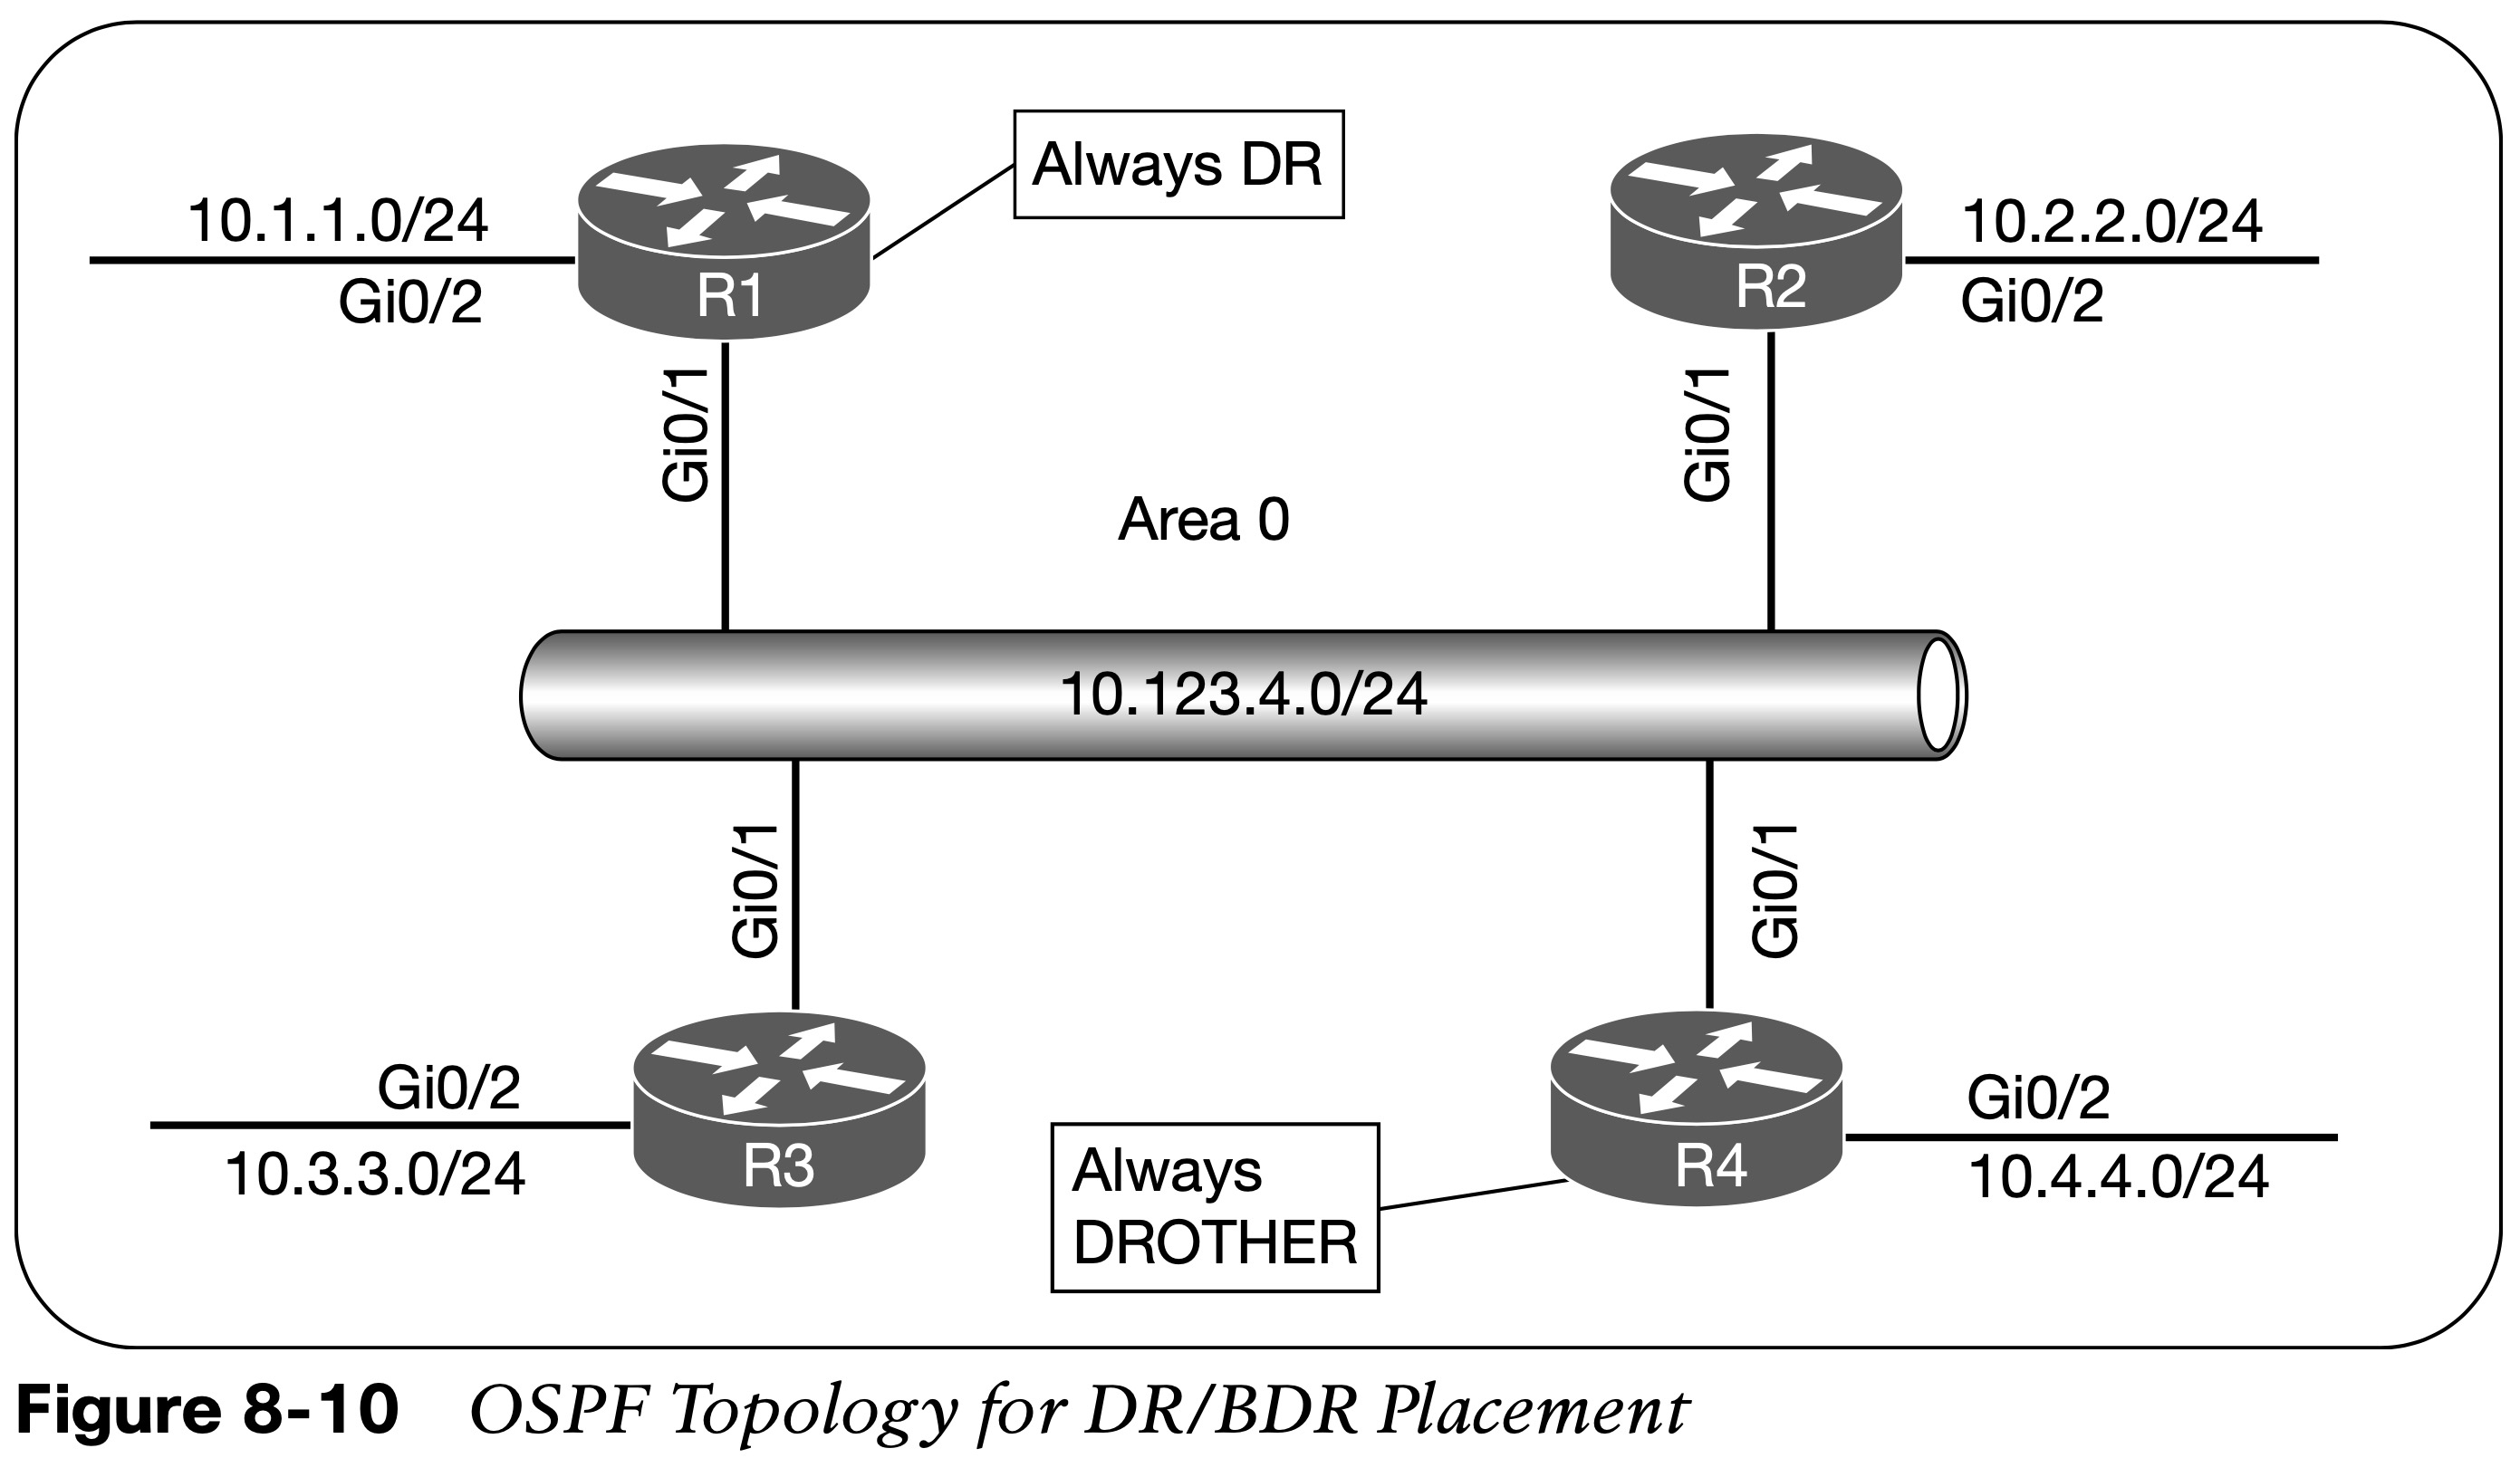 Always DR
10.1.1.0/24
Gi0/2
R1
R2
10.2.2.0/24
Gi0/2
Gi0/1
Gi0/1
Area 0
10.123.4.0/24
Gi0/1
Gi0/1
Gi0/2
10.3.3.0/24
R3
Always
DROTHER
R4
Gi0/2
10.4.4.0/24
Figure 8-10 OSPF Topology for DR/BDR Placement